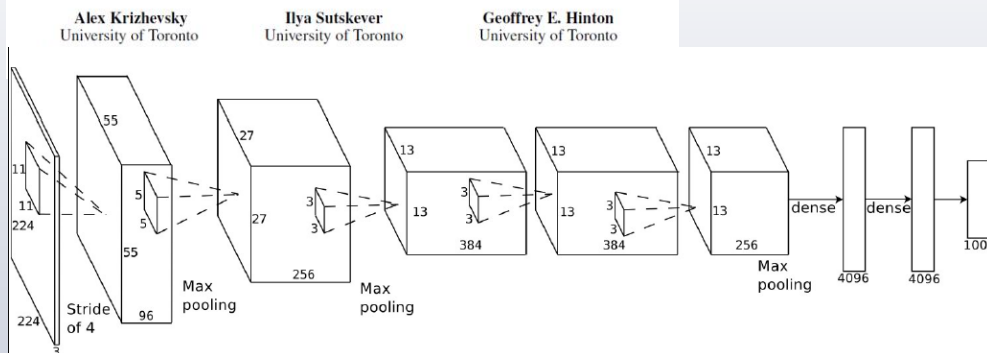 Alex Krizhevsky Ilya Sutskever Geoffrey E. Hinton
University of Toronto University of Toronto University of Toronto
11
11
224
224
3
Stride
of 4
55
55
96
5
5
Max
pooling
27
27
256
3
3
Max
pooling
13
13
384
3
3
13
13
384
3
3
13
13
256
Max
pooling
dense
4096
dense
4096
100